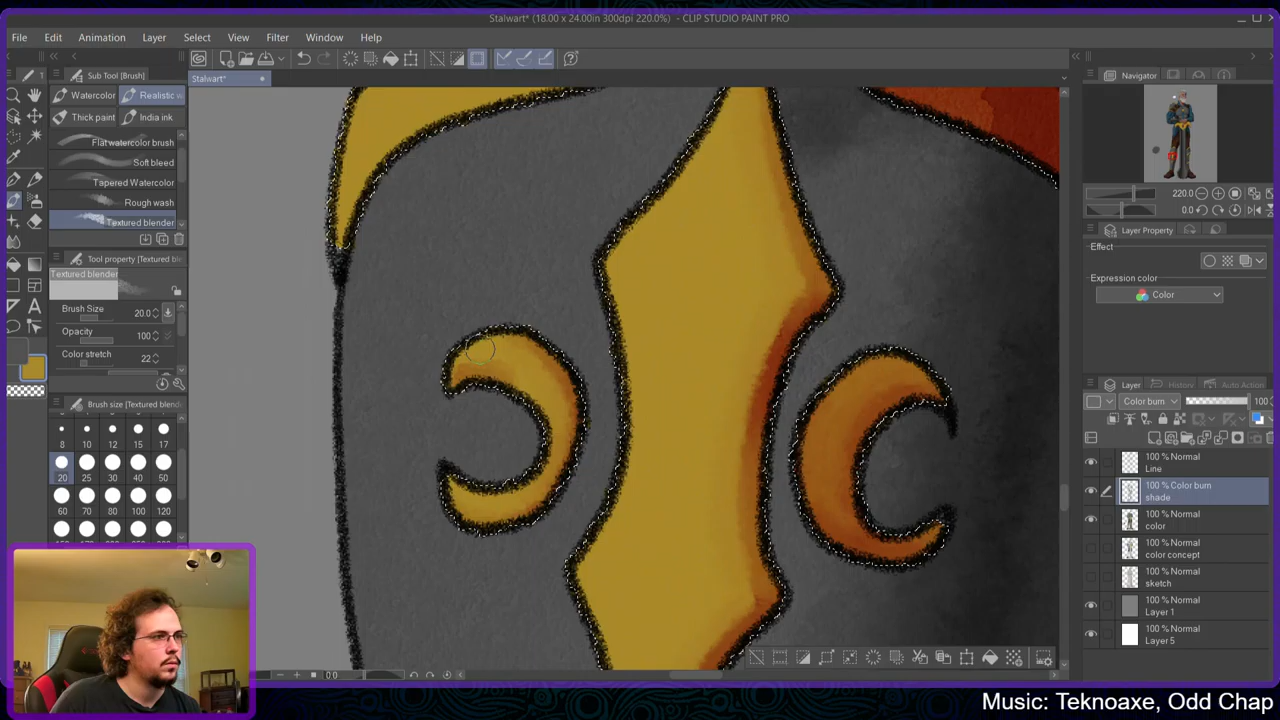 Stalwart* (18.00 x 24.00in 300dpi 220.0%) - CLIP STUDIO PAINT PRO
File Edit Animation Layer Select View Filter Window Help
Sub Tool [Brush]
Stalwart*
Navigator
Watercolor
Realistic w
Thick paint
India ink
Flat watercolor brush
Soft bleed
Tapered Watercolor
Rough wash
Textured blender
220.0
0.0
Tool property [Textured ble
Textured blender
Brush Size 20.0
Opacity 100
Color stretch 22
Layer Property
Effect
Expression color
Color
Brush size [Textured blend
8 10 12 15 17
20 25 30 40 50
60 70 80 100 120
Layer History Auto Action
Color burn 100
100 % Normal
Line
100 % Color burn
shade
100 % Normal
color
100 % Normal
color concept
100 % Normal
sketch
100 % Normal
Layer 1
100 % Normal
Layer 5
Music: Teknoaxe, Odd Chap